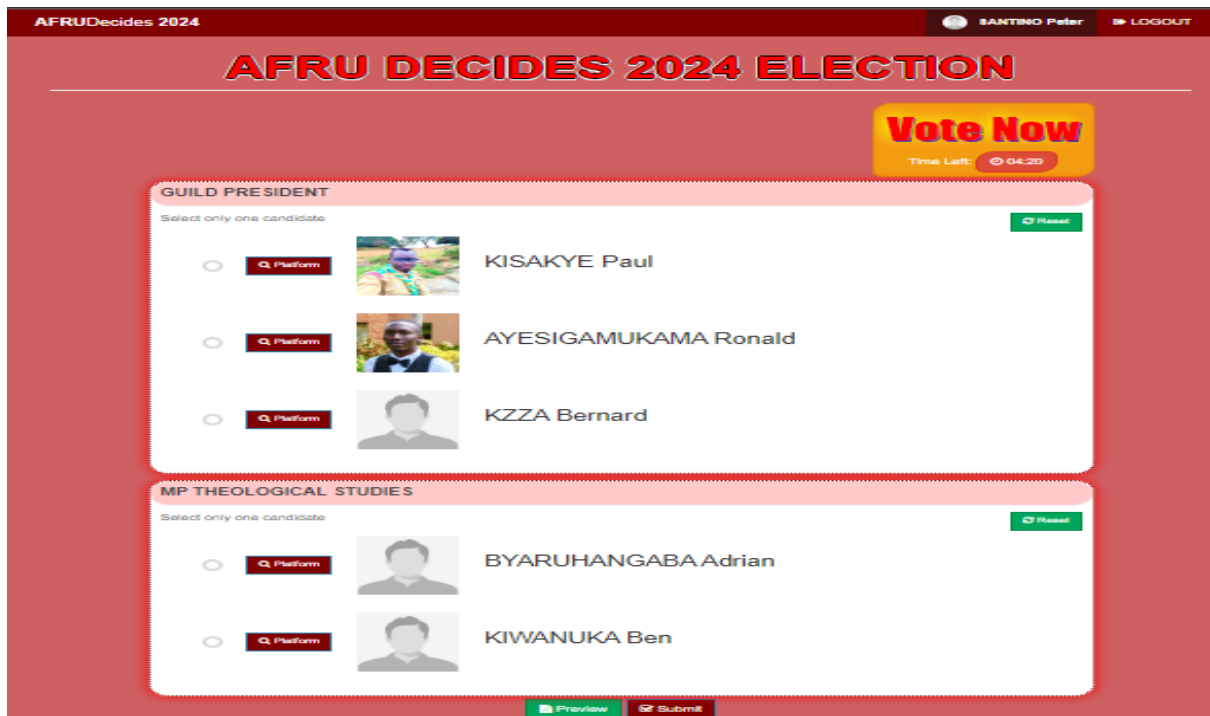 AFRUDecides 2024 SANTINO Peter LOGOUT
AFRU DECIDES 2024 ELECTION
Vote Now
Time Left: 04:20
GUILD PRESIDENT
Select only one candidate Reset
Platform KISAKYE Paul
Platform AYESIGAMUKAMA Ronald
Platform KZZA Bernard
MP THEOLOGICAL STUDIES
Select only one candidate Reset
Platform BYARUHANGABA Adrian
Platform KIWANUKA Ben
Preview Submit